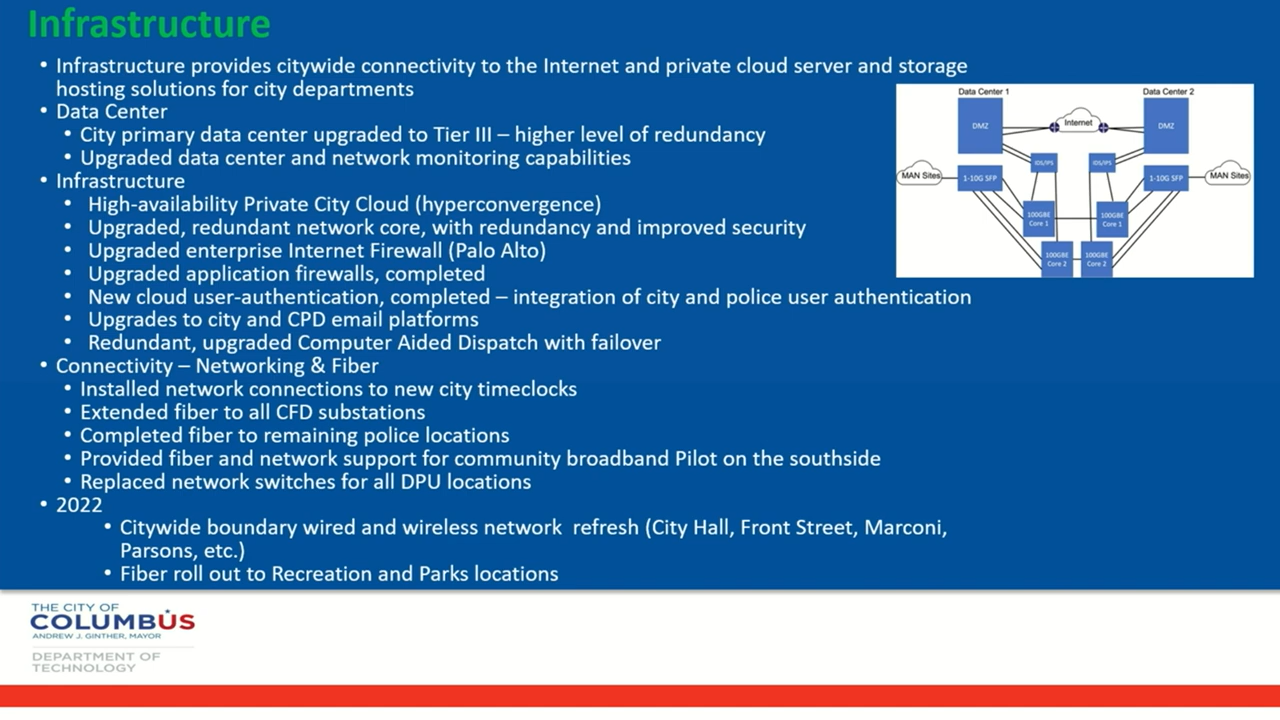 Infrastructure
• Infrastructure provides citywide connectivity to the Internet and private cloud server and storage
hosting solutions for city departments
• Data Center
• City primary data center upgraded to Tier III – higher level of redundancy
• Upgraded data center and network monitoring capabilities
• Infrastructure
• High-availability Private City Cloud (hyperconvergence)
• Upgraded, redundant network core, with redundancy and improved security
• Upgraded enterprise Internet Firewall (Palo Alto)
• Upgraded application firewalls, completed
• New cloud user-authentication, completed – integration of city and police user authentication
• Upgrades to city and CPD email platforms
• Redundant, upgraded Computer Aided Dispatch with failover
• Connectivity – Networking & Fiber
• Installed network connections to new city timeclocks
• Extended fiber to all CFD substations
• Completed fiber to remaining police locations
• Provided fiber and network support for community broadband Pilot on the southside
• Replaced network switches for all DPU locations
• 2022
• Citywide boundary wired and wireless network  refresh (City Hall, Front Street, Marconi,
Parsons, etc.)
• Fiber roll out to Recreation and Parks locations
Data Center 1
Data Center 2
DMZ
Internet
DMZ
IDS/IPS
IDS/IPS
MAN Sites
1-10G SFP
1-10G SFP
MAN Sites
100GBE
Core 1
100GBE
Core 1
100GBE
Core 2
100GBE
Core 2
THE CITY OF
COLUMBUS
ANDREW J. GINTHER, MAYOR
DEPARTMENT OF
TECHNOLOGY